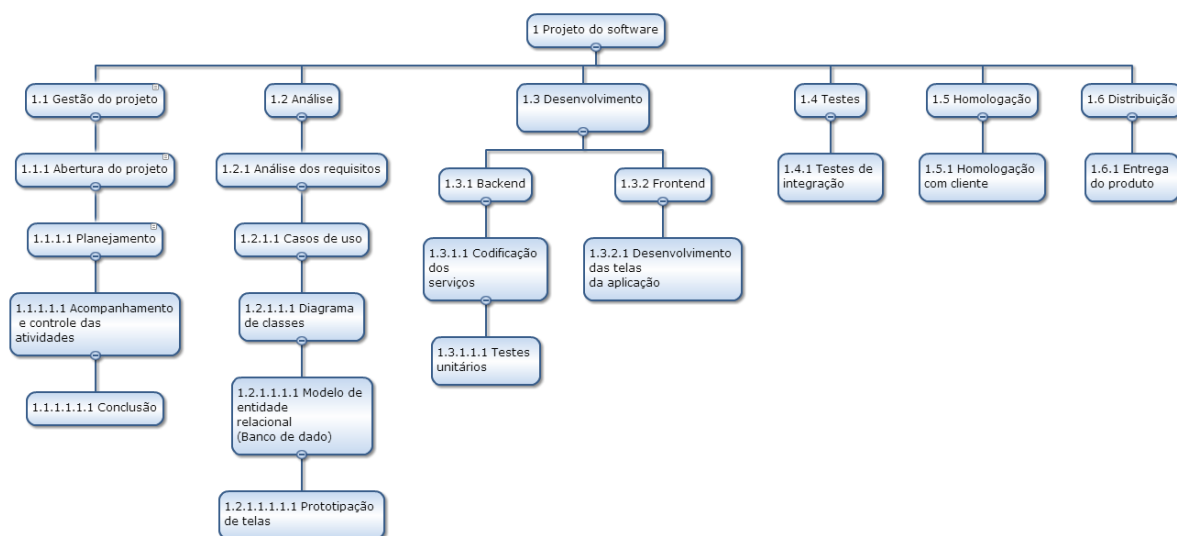 1 Projeto do software
1.1 Gestão do projeto
1.2 Análise
1.3 Desenvolvimento
1.4 Testes
1.5 Homologação
1.6 Distribuição
1.1.1 Abertura do projeto
1.2.1 Análise dos requisitos
1.3.1 Backend
1.3.2 Frontend
1.4.1 Testes de
integração
1.5.1 Homologação
com cliente
1.6.1 Entrega
do produto
1.1.1.1 Planejamento
1.2.1.1 Casos de uso
1.3.1.1 Codificação
dos
serviços
1.3.2.1 Desenvolvimento
das telas
da aplicação
1.1.1.1.1 Acompanhamento
e controle das
atividades
1.2.1.1.1 Diagrama
de classes
1.3.1.1.1 Testes
unitários
1.1.1.1.1.1 Conclusão
1.2.1.1.1.1 Modelo de
entidade
relacional
(Banco de dado)
1.2.1.1.1.1.1 Prototipação
de telas